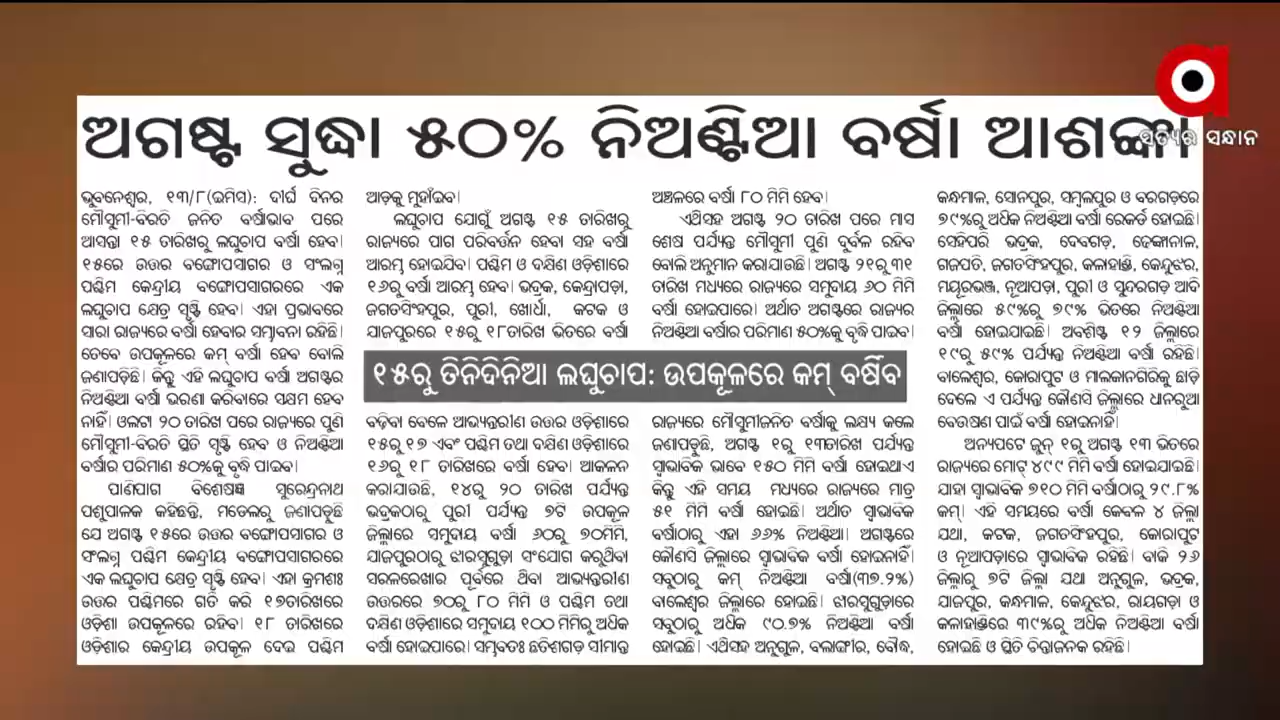 ଅଗଷ୍ଟ ସୁଦ୍ଧା ୫୦% ନିଅଣ୍ଟିଆ ବର୍ଷା ଆଶଙ୍କା
ସତ୍ୟର ସନ୍ଧାନ
ଭୁବନେଶ୍ୱର, ୧୩/୮(ଇମିସ): ଦୀର୍ଘ ଦିନର
ମୌସୁମୀ-ବିରତି ଜନିତ ବର୍ଷାଭାବ ପରେ
ଆସନ୍ତା ୧୫ ତାରିଖରୁ ଲଘୁଚାପ ବର୍ଷା ହେବ।
୧୫ରେ ଉତ୍ତର ବଙ୍ଗୋପସାଗର ଓ ସଂଲଗ୍ନ
ପଶ୍ଚିମ କେନ୍ଦ୍ରୀୟ ବଙ୍ଗୋପସାଗରରେ ଏକ
ଲଘୁଚାପ କ୍ଷେତ୍ର ସୃଷ୍ଟି ହେବ। ଏହା ପ୍ରଭାବରେ
ସାରା ରାଜ୍ୟରେ ବର୍ଷା ହେବାର ସମ୍ଭାବନା ରହିଛି।
ତେବେ ଉପକୂଳରେ କମ୍ ବର୍ଷା ହେବ ବୋଲି
ଜଣାପଡ଼ିଛି। କିନ୍ତୁ ଏହି ଲଘୁଚାପ ବର୍ଷା ଅଗଷ୍ଟର
ନିଅଣ୍ଟିଆ ବର୍ଷା ଭରଣା କରିବାରେ ସକ୍ଷମ ହେବ
ନାହିଁ। ଓଲଟା ୨୦ ତାରିଖ ପରେ ରାଜ୍ୟରେ ପୁଣି
ମୌସୁମୀ-ବିରତି ସ୍ଥିତି ସୃଷ୍ଟି ହେବ ଓ ନିଅଣ୍ଟିଆ
ବର୍ଷାର ପରିମାଣ ୫୦%କୁ ବୃଦ୍ଧି ପାଇବ।
ପାଣିପାଗ ବିଶେଷଜ୍ଞ ସୁରେନ୍ଦ୍ରନାଥ
ପଶୁପାଳକ କହିଛନ୍ତି, ମଡେଲରୁ ଜଣାପଡୁଛି
ଯେ ଅଗଷ୍ଟ ୧୫ରେ ଉତ୍ତର ବଙ୍ଗୋପସାଗର ଓ
ସଂଲଗ୍ନ ପଶ୍ଚିମ କେନ୍ଦ୍ରୀୟ ବଙ୍ଗୋପସାଗରରେ
ଏକ ଲଘୁଚାପ କ୍ଷେତ୍ର ସୃଷ୍ଟି ହେବ। ଏହା କ୍ରମଶଃ
ଉତ୍ତର ପଶ୍ଚିମରେ ଗତି କରି ୧୭ତାରିଖରେ
ଓଡ଼ିଶା ଉପକୂଳରେ ରହିବ। ୧୮ ତାରିଖରେ
ଓଡ଼ିଶାର କେନ୍ଦ୍ରୀୟ ଉପକୂଳ ଦେଇ ପଶ୍ଚିମ
ଆଡ଼କୁ ମୁହାଁଇବ।
ଲଘୁଚାପ ଯୋଗୁଁ ଅଗଷ୍ଟ ୧୫ ତାରିଖରୁ
ରାଜ୍ୟରେ ପାଗ ପରିବର୍ତ୍ତନ ହେବା ସହ ବର୍ଷା
ଆରମ୍ଭ ହୋଇଯିବ। ପଶ୍ଚିମ ଓ ଦକ୍ଷିଣ ଓଡ଼ିଶାରେ
୧୬ରୁ ବର୍ଷା ଆରମ୍ଭ ହେବ। ଭଦ୍ରକ, କେନ୍ଦ୍ରାପଡ଼ା,
ଜଗତସିଂହପୁର, ପୁରୀ, ଖୋର୍ଧା, କଟକ ଓ
ଯାଜପୁରରେ ୧୫ରୁ ୧୮ତାରିଖ ଭିତରେ ବର୍ଷା
୧୫ରୁ ତିନିଦିନିଆ ଲଘୁଚାପ: ଉପକୂଳରେ କମ୍ ବର୍ଷିବ
ବଢ଼ିବ। ବେଳେ ଆଭ୍ୟନ୍ତରୀଣ ଉତ୍ତର ଓଡ଼ିଶାରେ
୧୫ରୁ ୧୭ ଏବଂ ପଶ୍ଚିମ ତଥା ଦକ୍ଷିଣ ଓଡ଼ିଶାରେ
୧୬ରୁ ୧୮ ତାରିଖରେ ବର୍ଷା ହେବା ଆକଳନ
କରାଯାଉଛି, ୧୪ରୁ ୨୦ ତାରିଖ ପର୍ଯ୍ୟନ୍ତ
ଭଦ୍ରକଠାରୁ ପୁରୀ ପର୍ଯ୍ୟନ୍ତ ୭ଟି ଉପକୂଳ
ଜିଲ୍ଲାରେ ସମୁଦାୟ ବର୍ଷା ୬୦ରୁ ୭୦ମିମି,
ଯାଜପୁରଠାରୁ ଝାରସୁଗୁଡ଼ା ସଂଯୋଗ କରୁଥିବା
ସରଳରେଖାର ପୂର୍ବରେ ଥିବା ଆଭ୍ୟନ୍ତରୀଣ
ଉତ୍ତରରେ ୭୦ରୁ ୮୦ ମିମି ଓ ପଶ୍ଚିମ ତଥା
ଦକ୍ଷିଣ ଓଡ଼ିଶାରେ ସମୁଦାୟ ୧୦୦ ମିମିରୁ ଅଧିକ
ବର୍ଷା ହୋଇପାରେ। ସମ୍ଭବତଃ ଛତିଶଗଡ଼ ସୀମାନ୍ତ
ଅଞ୍ଚଳରେ ବର୍ଷା ୮୦ ମିମି ହେବ।
ଏଥିସହ ଅଗଷ୍ଟ ୨୦ ତାରିଖ ପରେ ମାସ
ଶେଷ ପର୍ଯ୍ୟନ୍ତ ମୌସୁମୀ ପୁଣି ଦୁର୍ବଳ ରହିବ
ବୋଲି ଅନୁମାନ କରାଯାଉଛି। ଅଗଷ୍ଟ ୨୧ରୁ ୩୧
ତାରିଖ ମଧ୍ୟରେ ରାଜ୍ୟରେ ସମୁଦାୟ ୬୦ ମିମି
ବର୍ଷା ହୋଇପାରେ। ଅର୍ଥାତ ଅଗଷ୍ଟରେ ରାଜ୍ୟର
ନିଅଣ୍ଟିଆ ବର୍ଷାର ପରିମାଣ ୫୦%କୁ ବୃଦ୍ଧି ପାଇବ।
ରାଜ୍ୟରେ ମୌସୁମୀଜନିତ ବର୍ଷାକୁ ଲକ୍ଷ୍ୟ କଲେ
ଜଣାପଡୁଛି, ଅଗଷ୍ଟ ୧ରୁ ୧୩ତାରିଖ ପର୍ଯ୍ୟନ୍ତ
ସ୍ୱାଭାବିକ ଭାବେ ୧୫୦ ମିମି ବର୍ଷା ହୋଇଥାଏ
କିନ୍ତୁ ଏହି ସମୟ ମଧ୍ୟରେ ରାଜ୍ୟରେ ମାତ୍ର
୫୧ ମିମି ବର୍ଷା ହୋଇଛି। ଅର୍ଥାତ ସ୍ୱାଭାବିକ
ବର୍ଷାଠାରୁ ଏହା ୬୬% ନିଅଣ୍ଟିଆ। ଅଗଷ୍ଟରେ
କୌଣସି ଜିଲ୍ଲାରେ ସ୍ୱାଭାବିକ ବର୍ଷା ହୋଇନାହିଁ।
ସବୁଠାରୁ କମ୍ ନିଅଣ୍ଟିଆ ବର୍ଷା(୩୭.୨%)
ବାଲେଶ୍ୱର ଜିଲ୍ଲାରେ ହୋଇଛି। ଝାରସୁଗୁଡ଼ାରେ
ସବୁଠାରୁ ଅଧିକ ୯୦.୭% ନିଅଣ୍ଟିଆ ବର୍ଷା
ହୋଇଛି। ଏଥିସହ ଅନୁଗୁଳ, ବଲାଙ୍ଗୀର, ବୌଦ୍ଧ,
କନ୍ଧମାଳ, ସୋନପୁର, ସମ୍ବଲପୁର ଓ ବରଗଡ଼ରେ
୭୯%ରୁ ଅଧିକ ନିଅଣ୍ଟିଆ ବର୍ଷା ରେକର୍ଡ ହୋଇଛି।
ସେହିପରି ଭଦ୍ରକ, ଦେବଗଡ଼, ଢେଙ୍କାନାଳ,
ଗଜପତି, ଜଗତସିଂହପୁର, କଳାହାଣ୍ଡି, କେନ୍ଦୁଝର,
ମୟୂରଭଞ୍ଜ, ନୂଆପଡ଼ା, ପୁରୀ ଓ ସୁନ୍ଦରଗଡ଼ ଆଦି
ଜିଲ୍ଲାରେ ୫୯%ରୁ ୭୯% ଭିତରେ ନିଅଣ୍ଟିଆ
ବର୍ଷା ହୋଇଯାଇଛି। ଅବଶିଷ୍ଟ ୧୨ ଜିଲ୍ଲାରେ
୧୯ରୁ ୫୯% ପର୍ଯ୍ୟନ୍ତ ନିଅଣ୍ଟିଆ ବର୍ଷା ରହିଛି।
ବାଲେଶ୍ୱର, କୋରାପୁଟ ଓ ମାଲକାନଗିରିକୁ ଛାଡ଼ି
ଦେଲେ ଏ ପର୍ଯ୍ୟନ୍ତ କୌଣସି ଜିଲ୍ଲାରେ ଧାନରୁଆ
ବେଉଷଣ ପାଇଁ ବର୍ଷା ହୋଇନାହିଁ।
ଅନ୍ୟପଟେ ଜୁନ୍ ୧ରୁ ଅଗଷ୍ଟ ୧୩ ଭିତରେ
ରାଜ୍ୟରେ ମୋଟ୍ ୪୯୯ ମିମି ବର୍ଷା ହୋଇଯାଇଛି।
ଯାହା ସ୍ୱାଭାବିକ ୭୧୦ ମିମି ବର୍ଷାଠାରୁ ୨୯.୮%
କମ୍। ଏହି ସମୟରେ ବର୍ଷା କେବଳ ୪ ଜିଲ୍ଲା
ଯଥା, କଟକ, ଜଗତସିଂହପୁର, କୋରାପୁଟ
ଓ ନୂଆପଡ଼ାରେ ସ୍ୱାଭାବିକ ରହିଛି। ବାକି ୨୬
ଜିଲ୍ଲାରୁ ୭ଟି ଜିଲ୍ଲା ଯଥା ଅନୁଗୁଳ, ଭଦ୍ରକ,
ଯାଜପୁର, କନ୍ଧମାଳ, କେନ୍ଦୁଝର, ରାୟଗଡ଼ା ଓ
କଳାହାଣ୍ଡିରେ ୩୯%ରୁ ଅଧିକ ନିଅଣ୍ଟିଆ ବର୍ଷା
ହୋଇଛି ଓ ସ୍ଥିତି ଚିନ୍ତାଜନକ ରହିଛି।